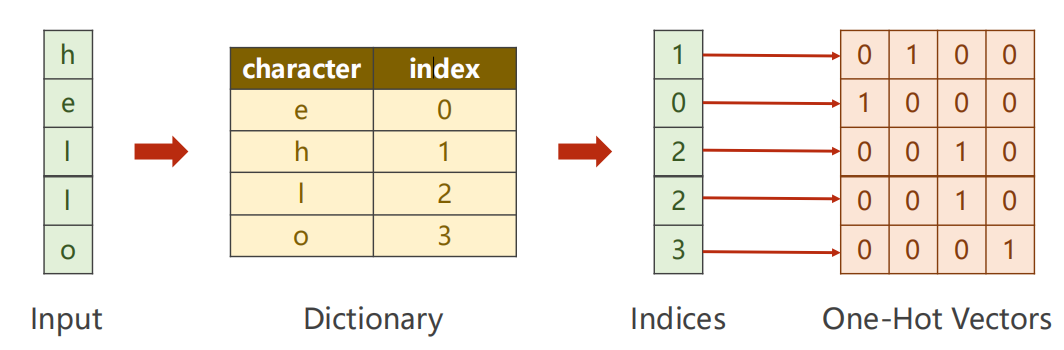 h
e
l
l
o
character index
e 0
h 1
l 2
o 3
1
0
2
2
3
0 1 0 0
1 0 0 0
0 0 1 0
0 0 1 0
0 0 0 1
Input
Dictionary
Indices
One-Hot Vectors